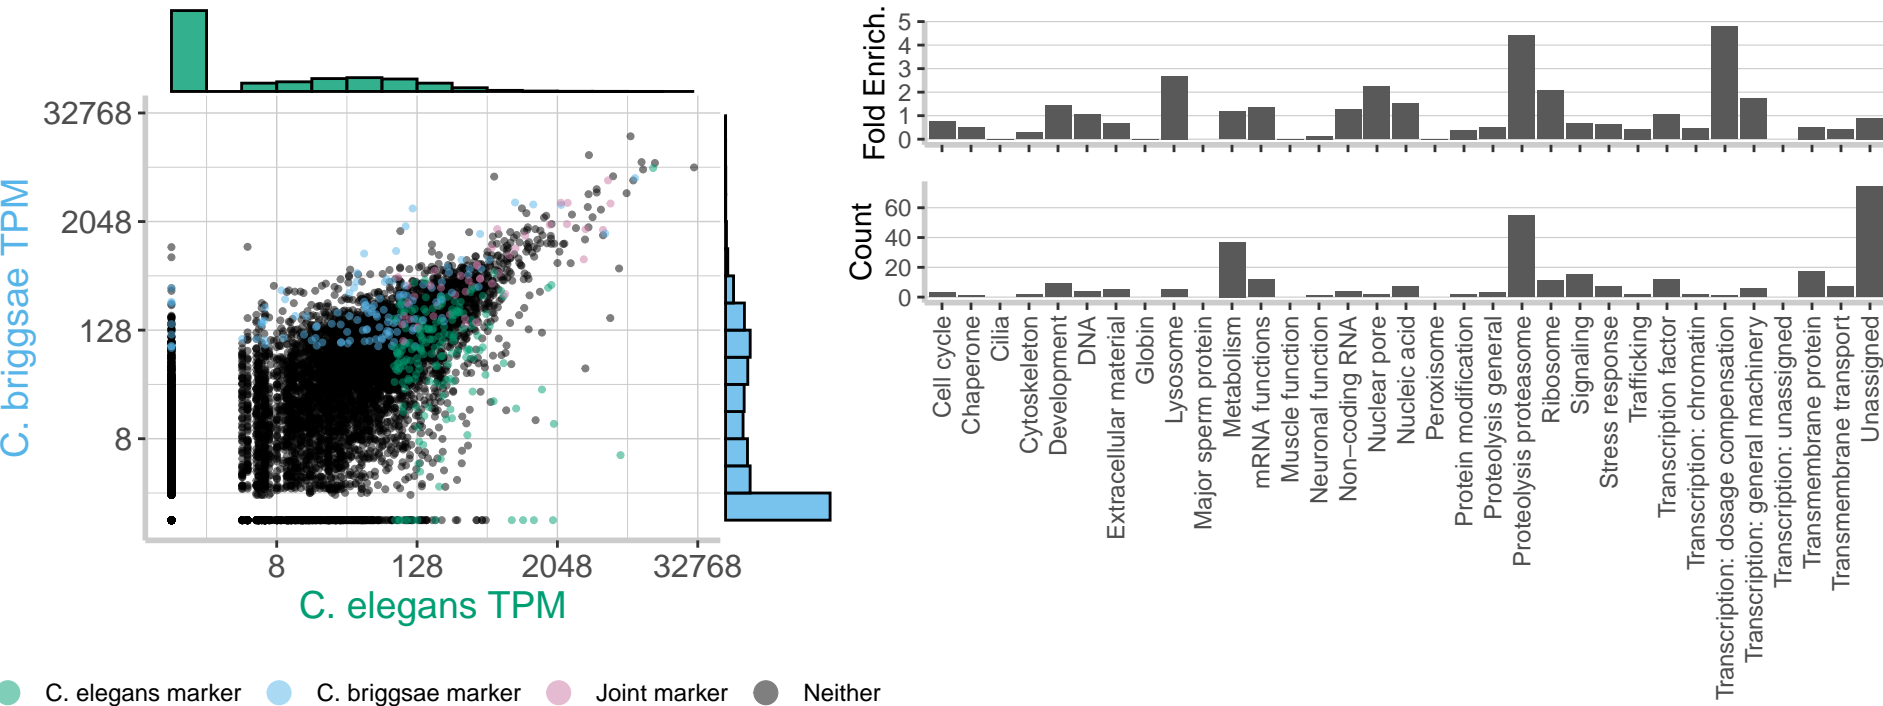 32768
2048
128
8
C. briggsae TPM
8
128
2048
32768
C. elegans TPM
C. elegans marker
C. briggsae marker
Joint marker
Neither
Fold Enrich.
5
4
3
2
1
0
Count
60
40
20
0
Cell cycle
Chaperone
Cilia
Cytoskeleton
Development
DNA
Extracellular material
Globin
Lysosome
Major sperm protein
Metabolism
mRNA functions
Muscle function
Neuronal function
Non−coding RNA
Nuclear pore
Nucleic acid
Peroxisome
Protein modification
Proteolysis general
Proteolysis proteasome
Ribosome
Signaling
Stress response
Trafficking
Transcription factor
Transcription: chromatin
Transcription: dosage compensation
Transcription: general machinery
Transcription: unassigned
Transmembrane protein
Transmembrane transport
Unassigned